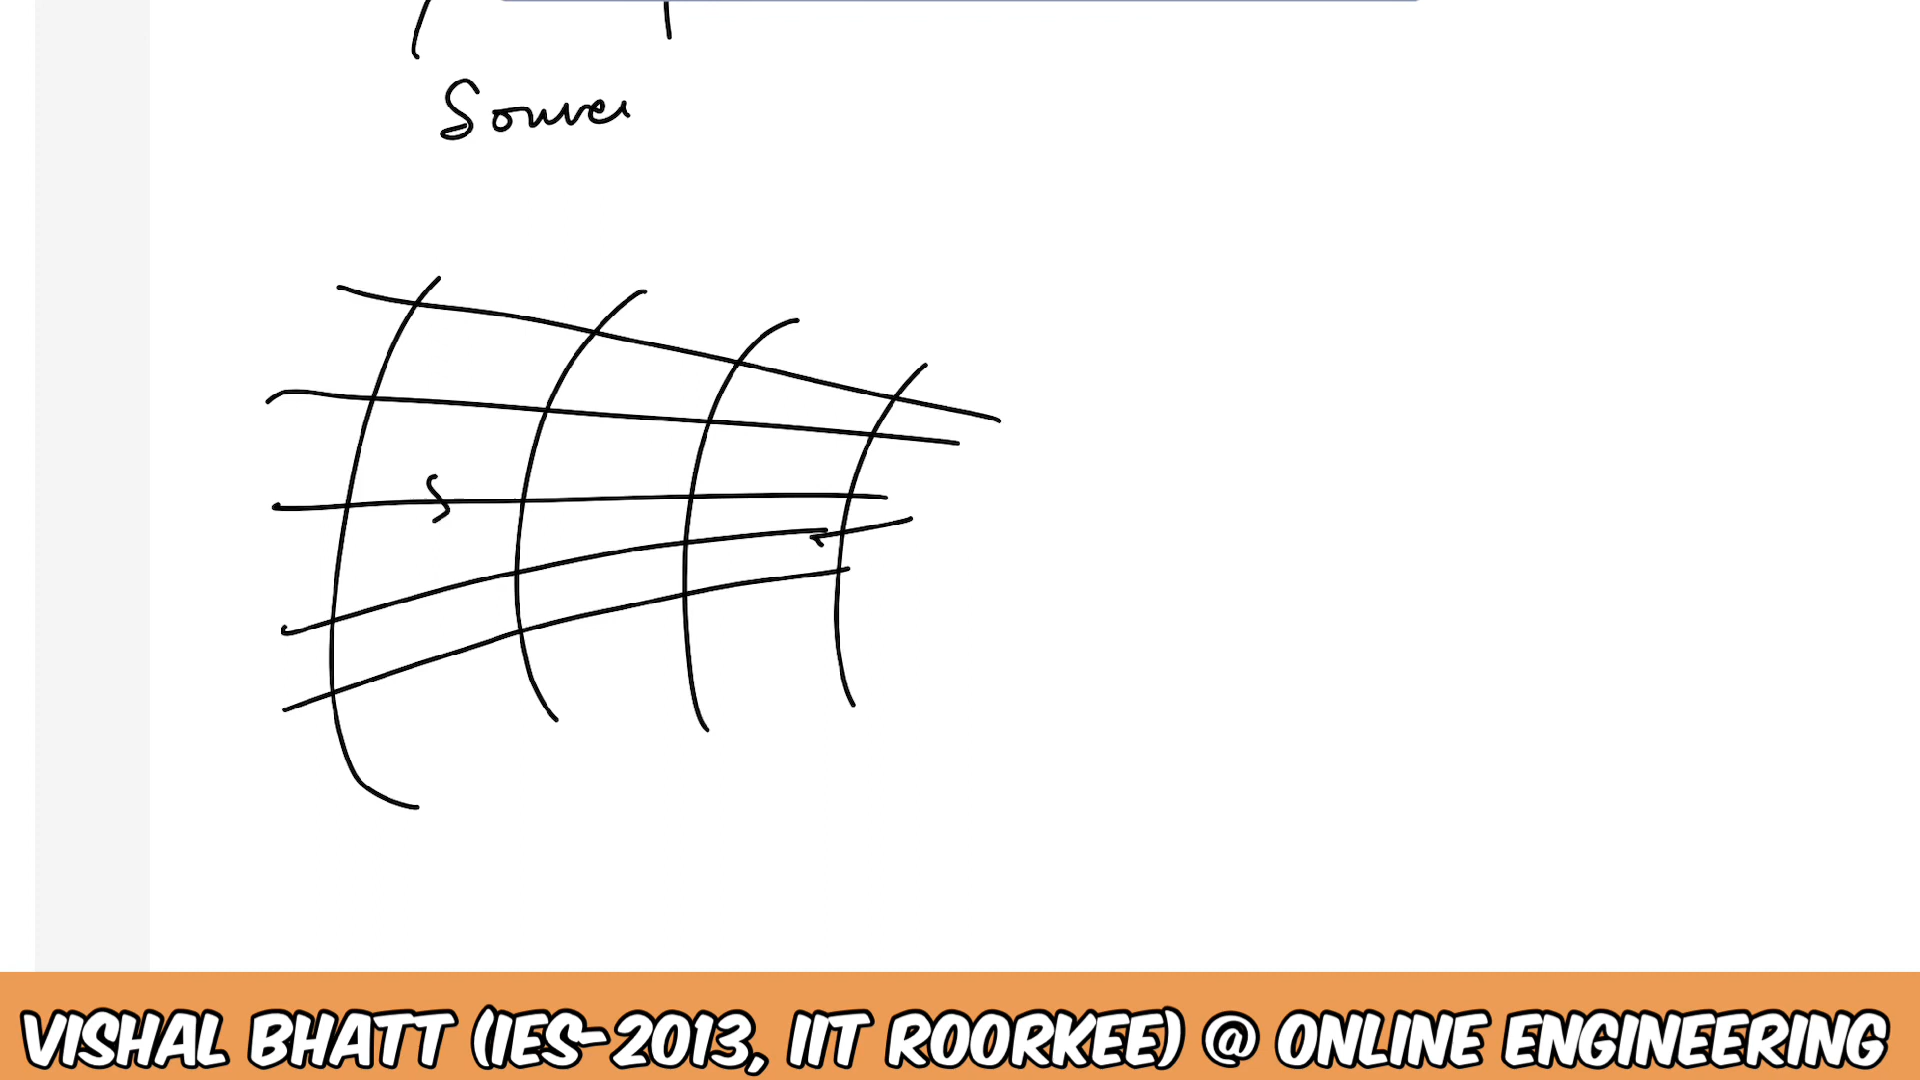 Source
VISHAL BHATT (IES-2013, IIT ROORKEE) @ ONLINE ENGINEERING